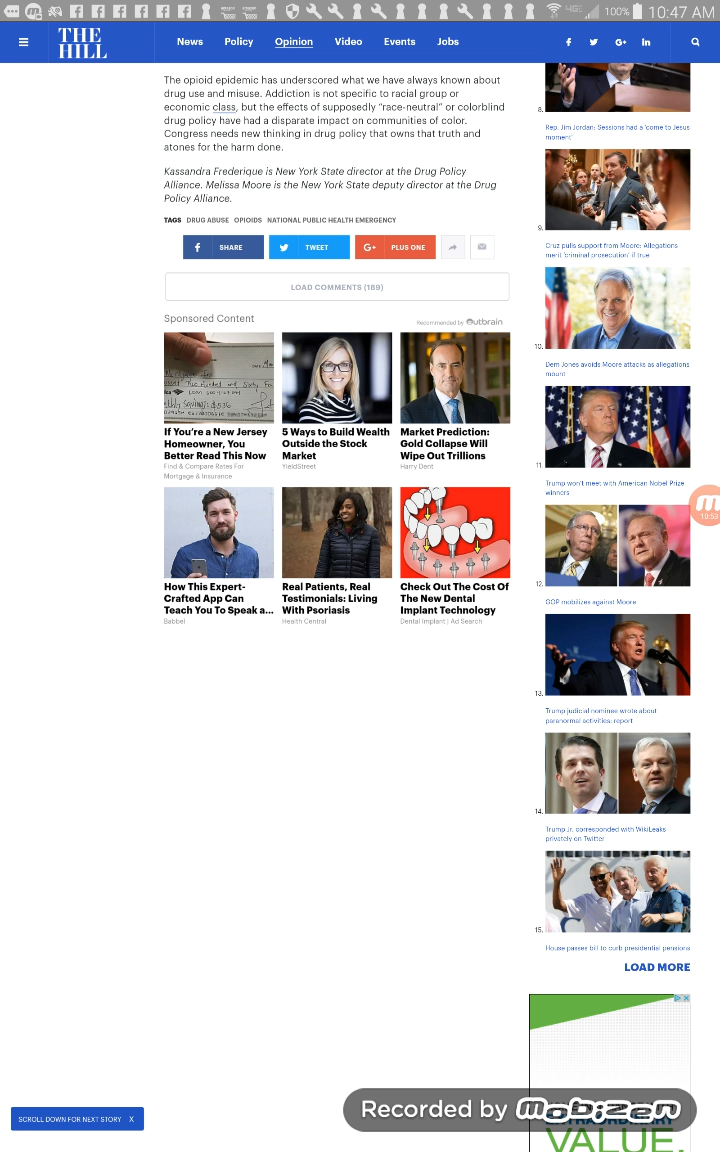 4G
100%
10:47 AM
THE
HILL
News
Policy
Opinion
Video
Events
Jobs
The opioid epidemic has underscored what we have always known about
drug use and misuse. Addiction is not specific to racial group or
economic class, but the effects of supposedly “race-neutral” or colorblind
drug policy have had a disparate impact on communities of color.
Congress needs new thinking in drug policy that owns that truth and
atones for the harm done.
Kassandra Frederique is New York State director at the Drug Policy
Alliance. Melissa Moore is the New York State deputy director at the Drug
Policy Alliance.
TAGS DRUG ABUSE OPIOIDS NATIONAL PUBLIC HEALTH EMERGENCY
SHARE
TWEET
G+ PLUS ONE
LOAD COMMENTS (189)
Sponsored Content
Recommended by Outbrain
If You're a New Jersey
Homeowner, You
Better Read This Now
Find & Compare Rates For
Mortgage & Insurance
5 Ways to Build Wealth
Outside the Stock
Market
YieldStreet
Market Prediction:
Gold Collapse Will
Wipe Out Trillions
Harry Dent
How This Expert-
Crafted App Can
Teach You To Speak a...
Babbel
Real Patients, Real
Testimonials: Living
With Psoriasis
Health Central
Check Out The Cost Of
The New Dental
Implant Technology
Dental Implant | Ad Search
8.
Rep. Jim Jordan: Sessions had a 'come to Jesus
moment'
9.
Cruz pulls support from Moore: Allegations
merit 'criminal prosecution' if true
10.
Dem Jones avoids Moore attacks as allegations
mount
11.
Trump won't meet with American Nobel Prize
winners
10:53
12.
GOP mobilizes against Moore
13.
Trump judicial nominee wrote about
paranormal activities: report
14.
Trump Jr. corresponded with WikiLeaks
privately on Twitter
15.
House passes bill to curb presidential pensions
LOAD MORE
SCROLL DOWN FOR NEXT STORY X
Recorded by Mobizen
EXTRAORDINARY
VALUE.